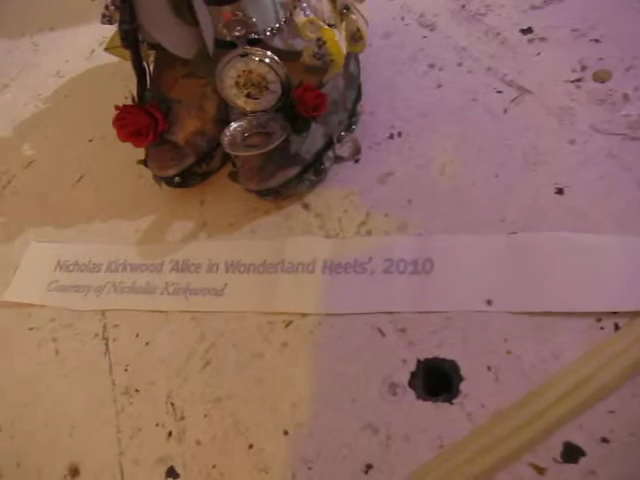 Nicholas Kirkwood 'Alice in Wonderland Heels', 2010
Courtesy of Nicholas Kirkwood